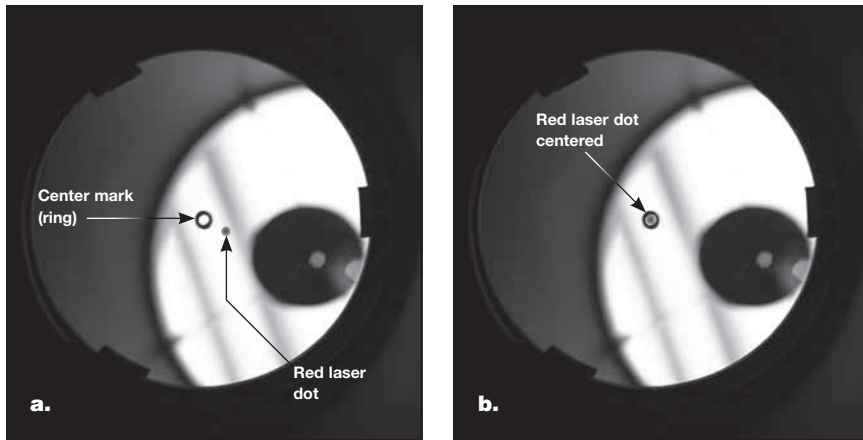 Center mark
(ring)
Red laser
dot
a.
Red laser dot
centered
b.